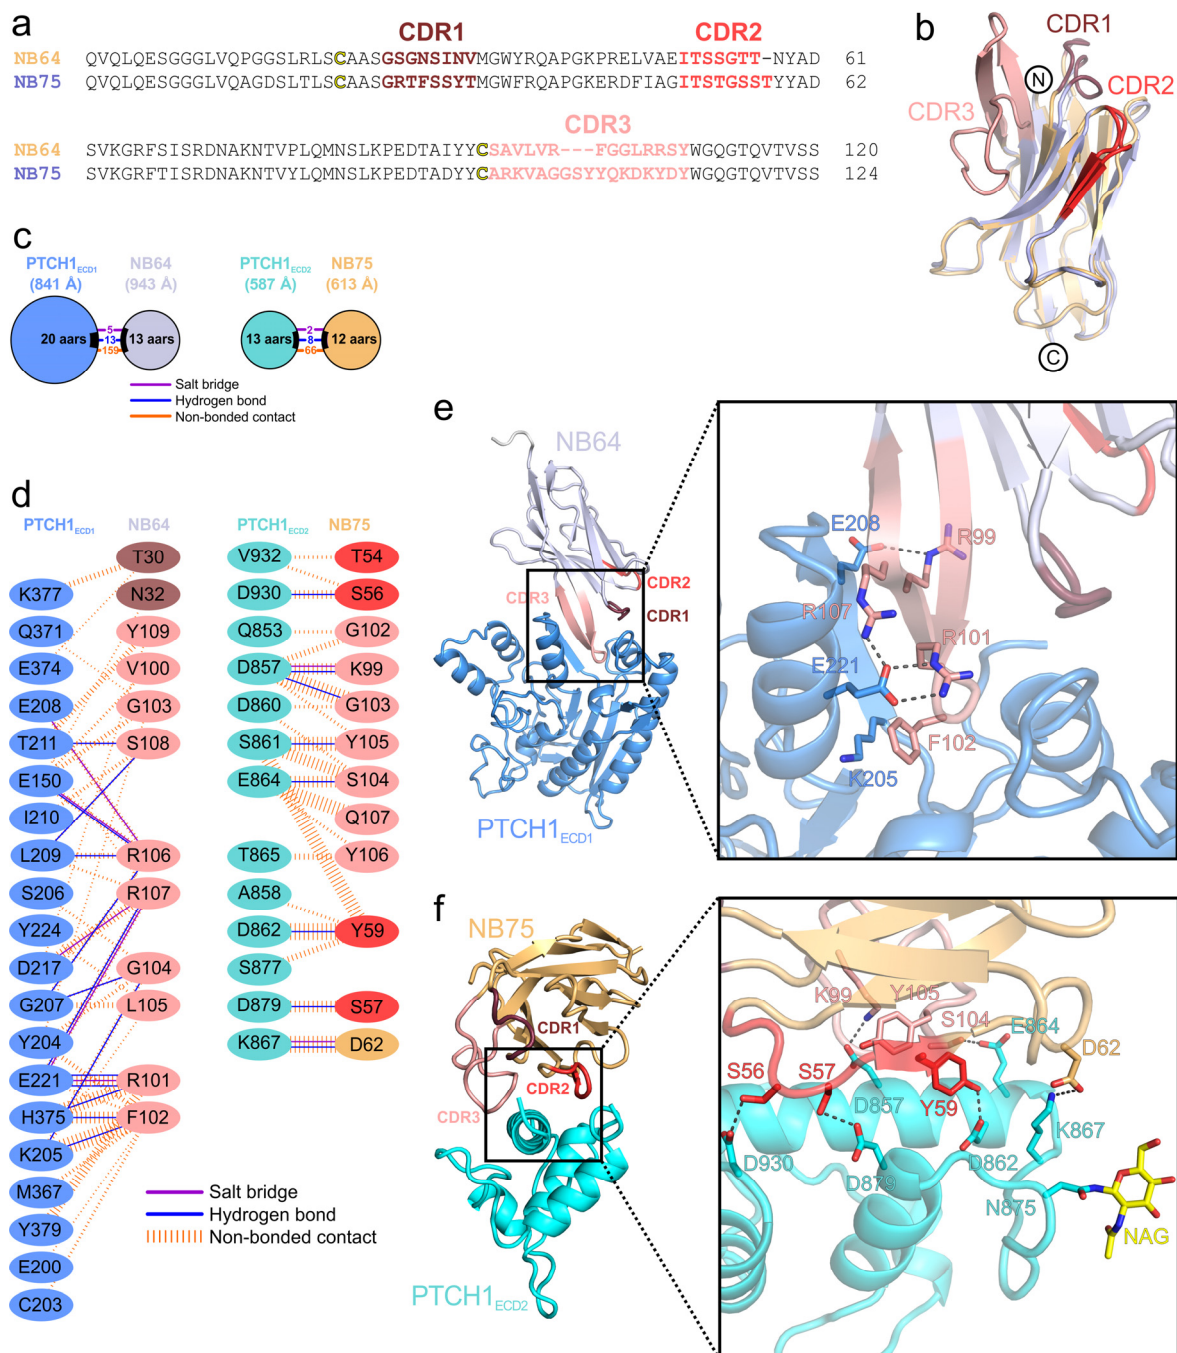 a
CDR1 CDR2
NB64 QVQLQESGGGLVQPGGSLRLSCAASGSGNSINVMGWYRQAPGKPRELVAEITSSGTT-NYAD 61
NB75 QVQLQESGGGLVQAGDSLTLSCAASGRTFSSYTMGWFRQAPGKERDFIAGITSTGSSTYYAD 62
CDR3
NB64 SVKGRFSISRDNAKNTVPLQMNSLKPEDTAIYYCSAVLVR---FGGLRRSYWGQGTQVTVSS 120
NB75 SVKGRFTISRDNAKNTVYLQMNSLKPEDTADYYCARKVAGGSYYQKDKYDYWGQGTQVTVSS 124
b
CDR1
N
CDR2
CDR3
C
c
PTCH1ECD1 NB64 PTCH1ECD2 NB75
(841 Å) (943 Å) (587 Å) (613 Å)
20 aars 5 13 159 13 aars 13 aars 2 8 66 12 aars
Salt bridge
Hydrogen bond
Non-bonded contact
d
PTCH1ECD1 NB64 PTCH1ECD2 NB75
T30 V932 T54
K377 N32 D930 S56
Q371 Y109 Q853 G102
E374 V100 D857 K99
E208 G103 D860 G103
T211 S108 S861 Y105
E150 E864 S104
I210 Q107
L209 R106 T865 Y106
S206 R107 A858
Y224 D862 Y59
D217 G104 S877
G207 L105 D879 S57
Y204 K867 D62
E221 R101
H375 F102
K205
M367
Y379
E200
C203
Salt bridge
Hydrogen bond
Non-bonded contact
e
NB64
CDR2
CDR3
CDR1
PTCH1ECD1
E208
R99
R107
R101
E221
F102
K205
f
NB75
CDR1
CDR2
CDR3
PTCH1ECD2
K99 Y105
S104 E864
D62
S56 S57
D857 Y59
K867
D930 D879 D862
N875
NAG